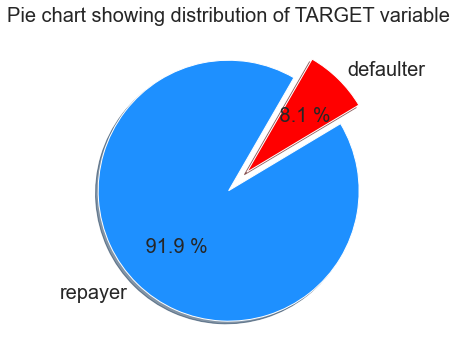 Pie chart showing distribution of TARGET variable
defaulter
8.1 %
91.9 %
repayer